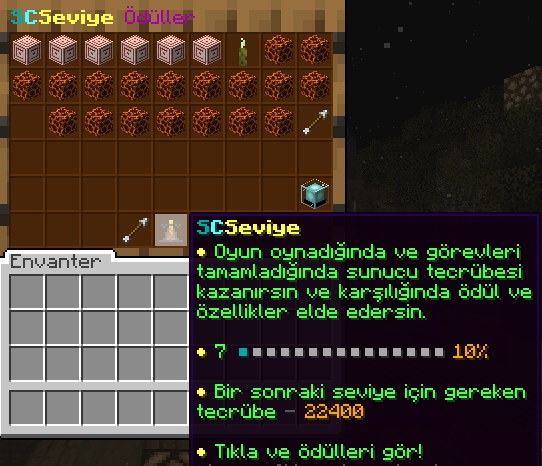 SCSeviye Ödüller
Envanter
SCSeviye
• Oyun oynadığında ve görevleri
tamamladığında sunucu tecrübesi
kazanırsın ve karşılığında ödül ve
özellikler elde edersin.
• 7 10%
• Bir sonraki seviye için gereken
tecrübe – 22400
• Tıkla ve ödülleri gör!